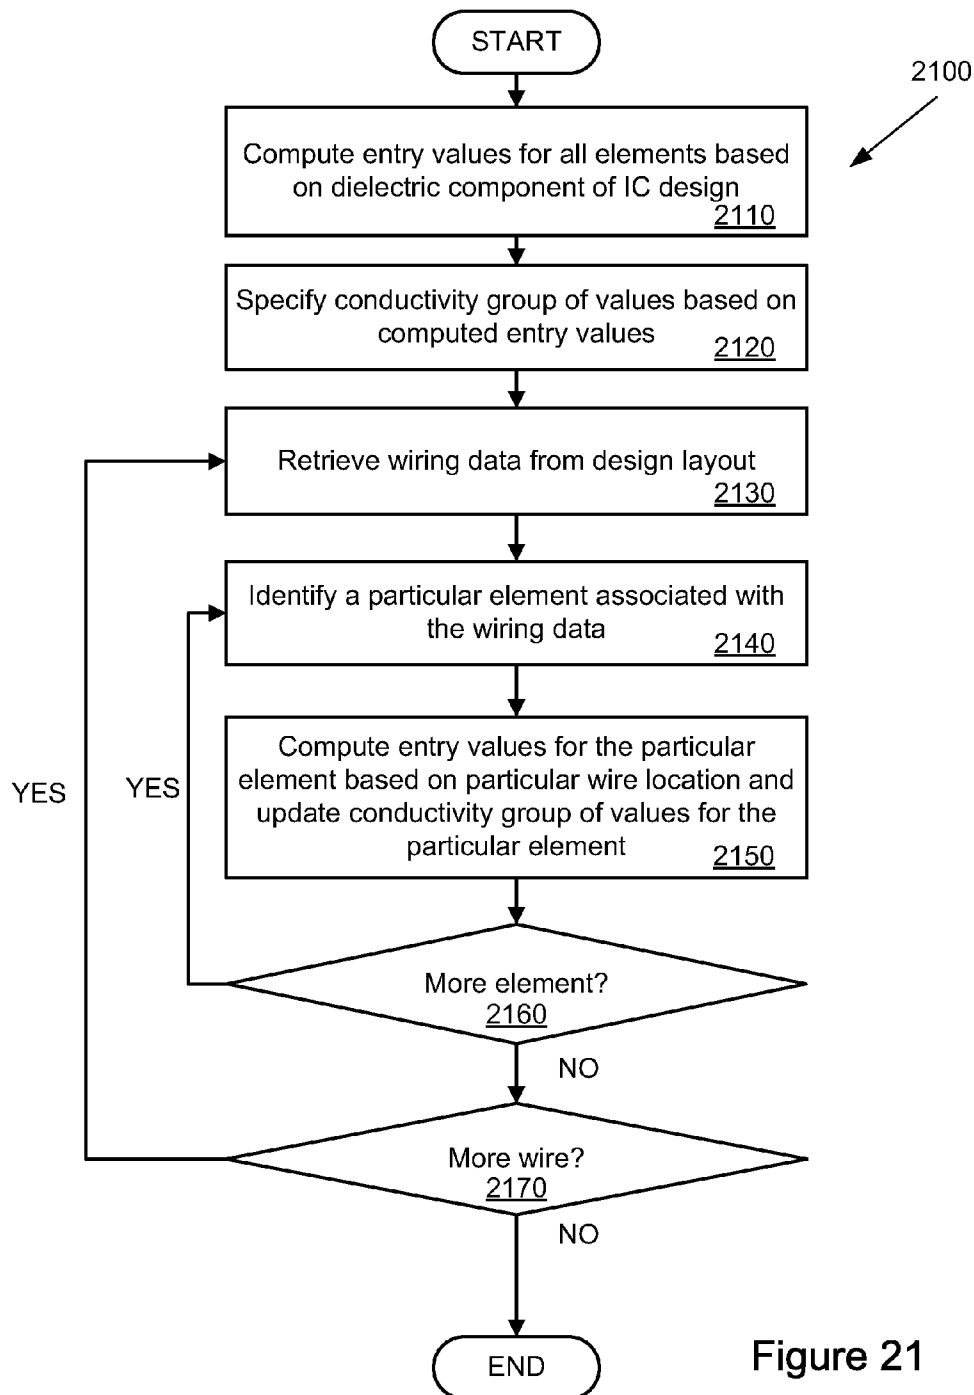 START
2100
Compute entry values for all elements based
on dielectric component of IC design
2110
Specify conductivity group of values based on
computed entry values
2120
Retrieve wiring data from design layout
2130
Identify a particular element associated with
the wiring data
2140
Compute entry values for the particular
element based on particular wire location and
update conductivity group of values for the
particular element
2150
YES
YES
More element?
2160
NO
More wire?
2170
NO
END
Figure 21